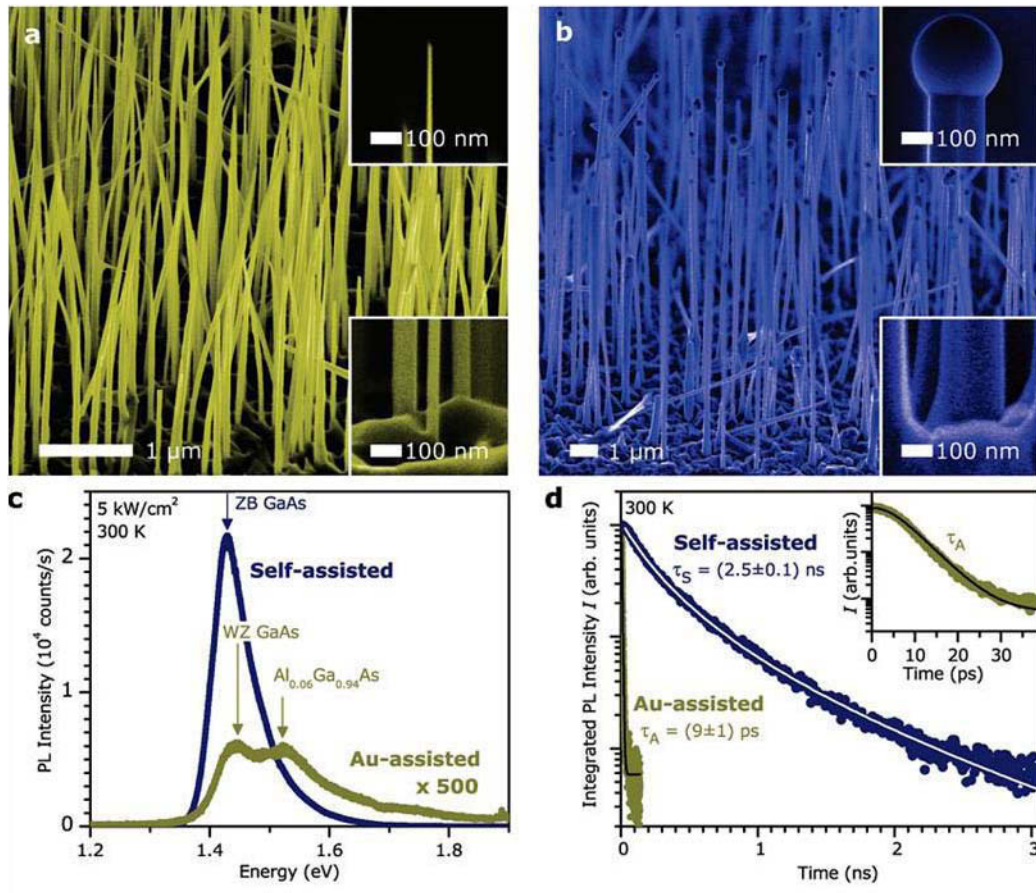 a
100 nm
1 µm
100 nm
b
100 nm
1 µm
100 nm
c
5 kW/cm²
300 K
ZB GaAs
Self-assisted
WZ GaAs
Al₀.₀₆Ga₀.₉₄As
Au-assisted
x 500
PL Intensity (10⁴ counts/s)
0
1
2
1.2
1.4
1.6
1.8
Energy (eV)
d
300 K
Self-assisted
τS = (2.5±0.1) ns
Au-assisted
τA = (9±1) ps
Integrated PL Intensity I (arb. units)
0
1
2
3
Time (ns)
τA
I (arb.units)
0
10
20
30
Time (ps)